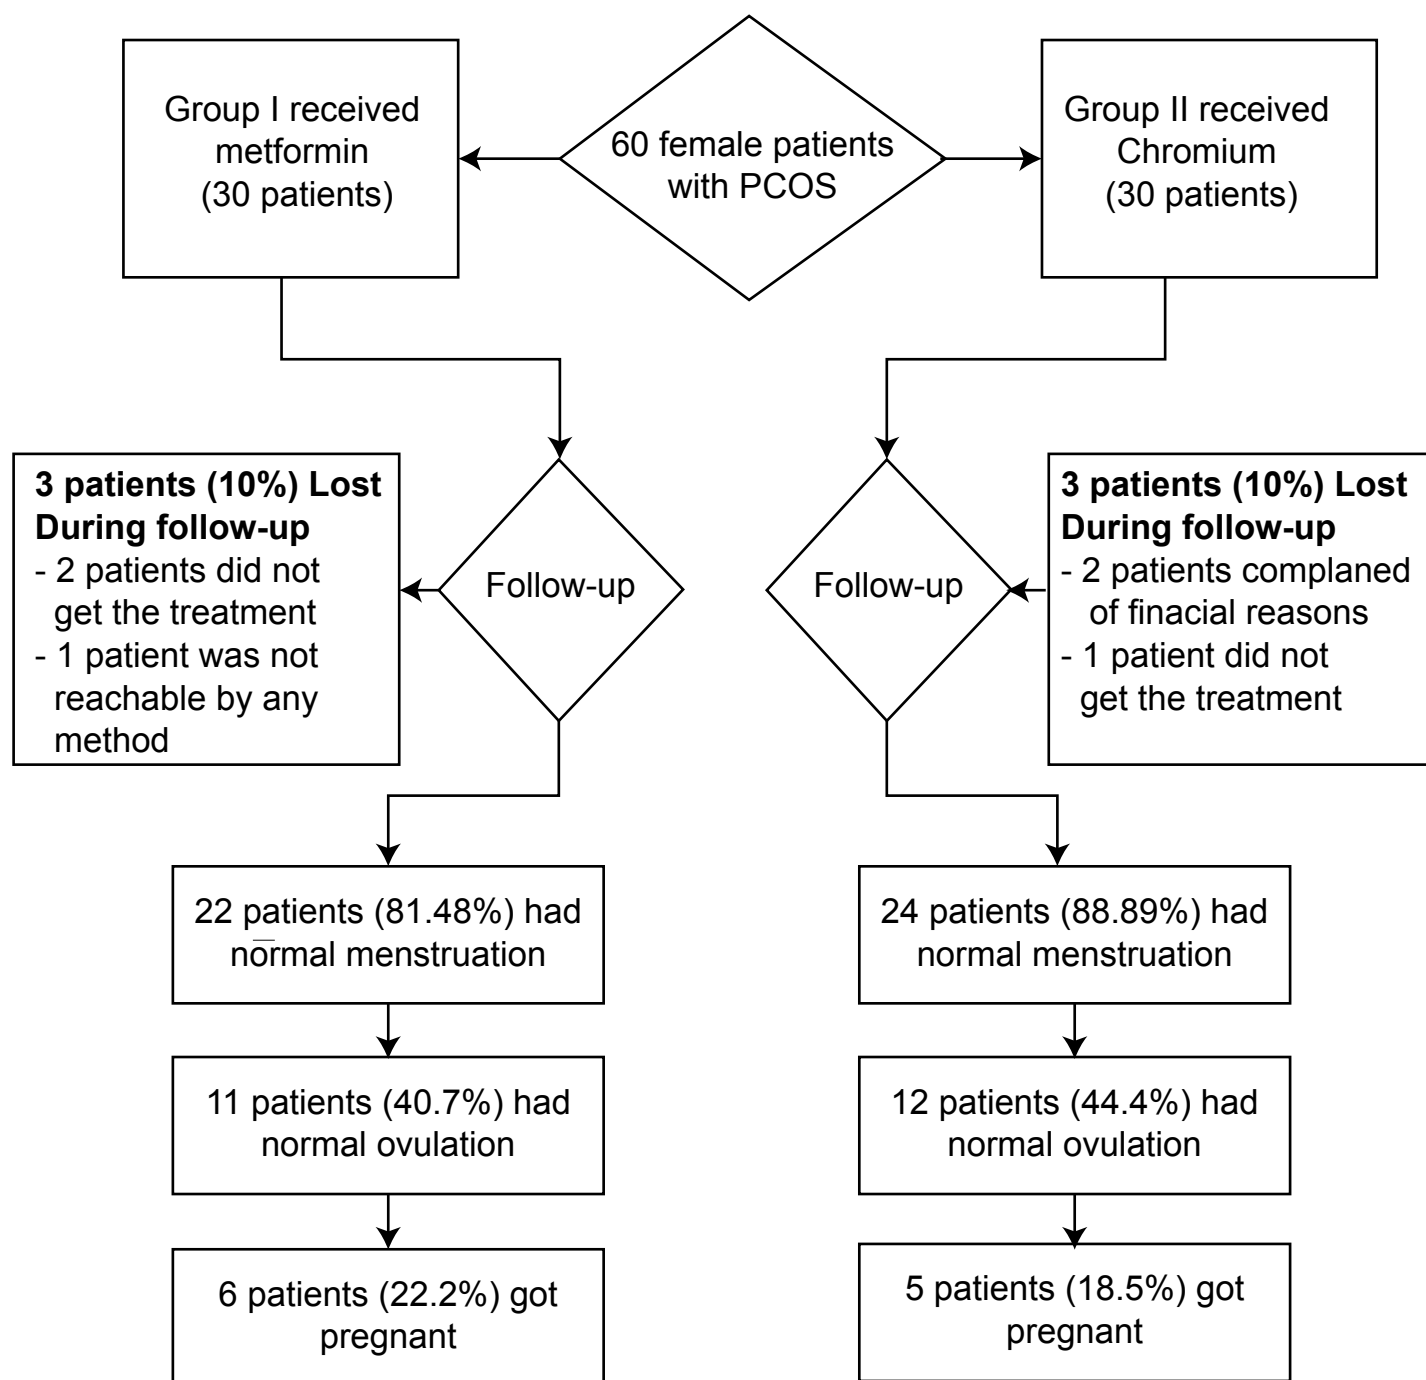 Group I received
metformin
(30 patients)
60 female patients
with PCOS
Group II received
Chromium
(30 patients)
3 patients (10%) Lost
During follow-up
- 2 patients did not
get the treatment
- 1 patient was not
reachable by any
method
Follow-up
Follow-up
3 patients (10%) Lost
During follow-up
- 2 patients complaned
of finacial reasons
- 1 patient did not
get the treatment
22 patients (81.48%) had
normal menstruation
24 patients (88.89%) had
normal menstruation
11 patients (40.7%) had
normal ovulation
12 patients (44.4%) had
normal ovulation
6 patients (22.2%) got
pregnant
5 patients (18.5%) got
pregnant